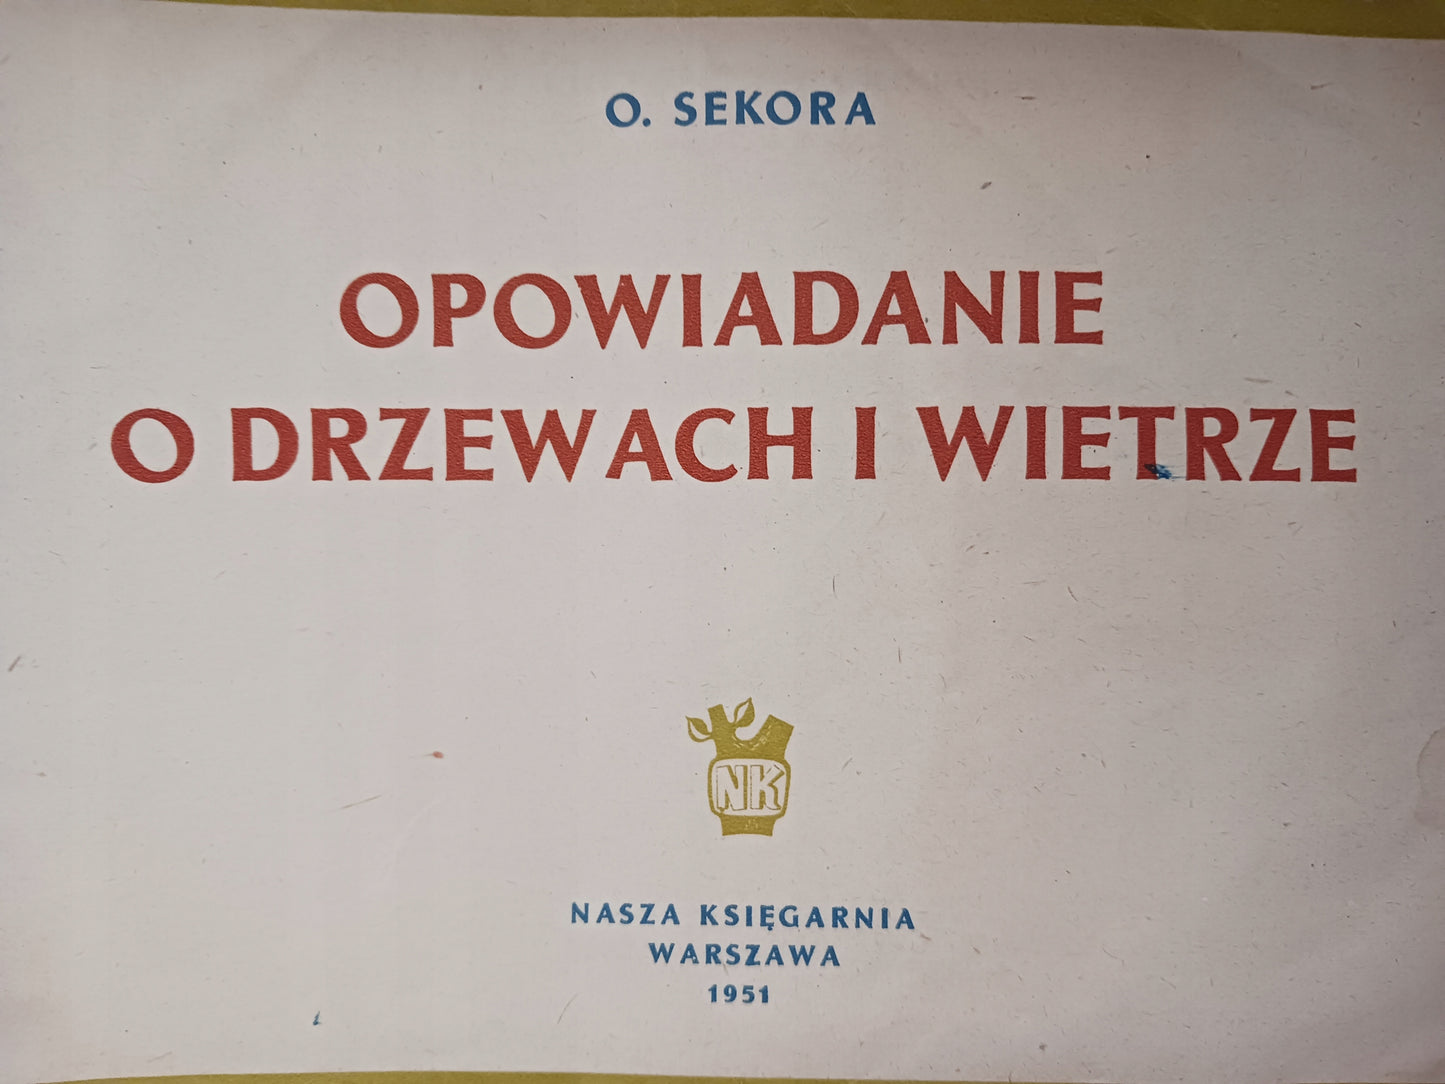 O. SEKORA
OPOWIADANIE
O DRZEWACH I WIETRZE
NK
NASZA KSIĘGARNIA
WARSZAWA
1951